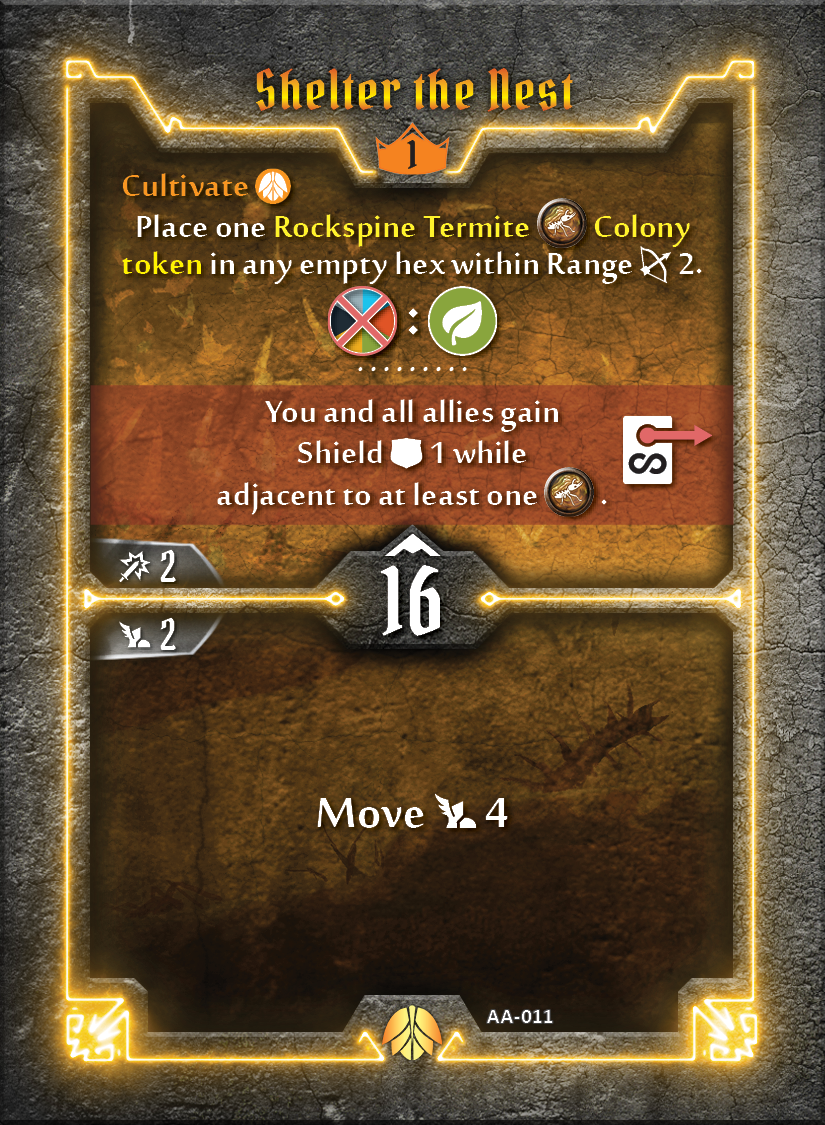 Shelter the Nest
1
Cultivate
Place one Rockspine Termite Colony
token in any empty hex within Range 2.
:
You and all allies gain
Shield 1 while
adjacent to at least one .
2
16
2
Move 4
AA-011